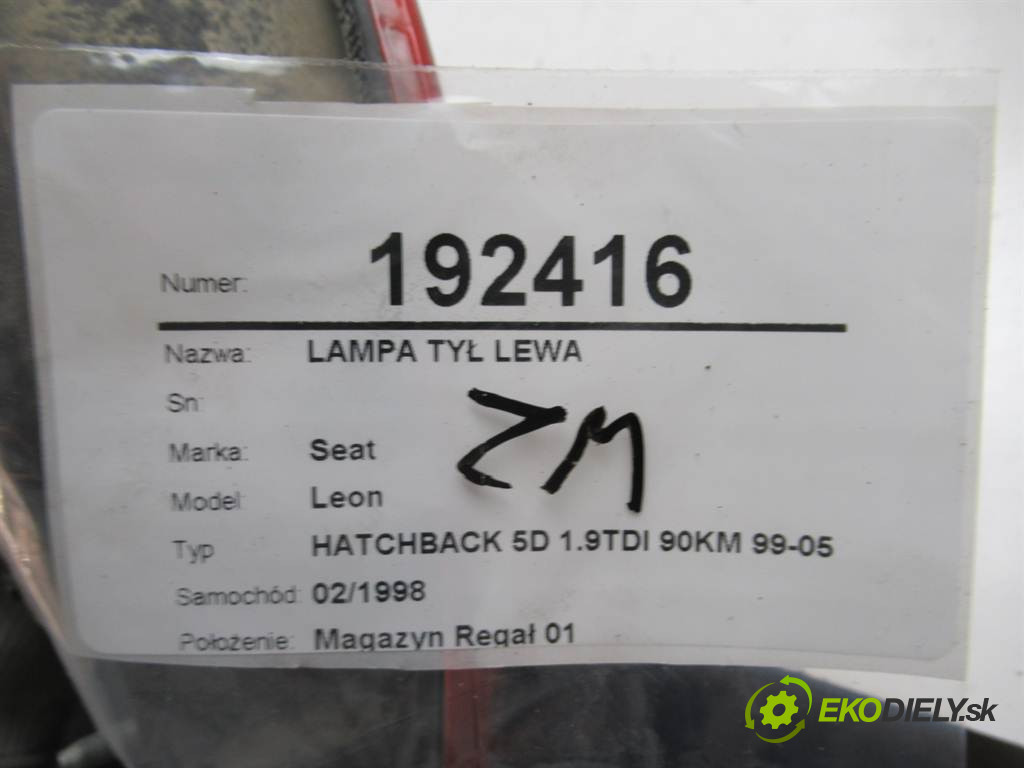 Numer: 192416
Nazwa: LAMPA TYŁ LEWA
Sn:
ZM
Marka: Seat
Model: Leon
Typ HATCHBACK 5D 1.9TDI 90KM 99-05
Samochód: 02/1998
Położenie: Magazyn Regał 01
EKODIELY.sk